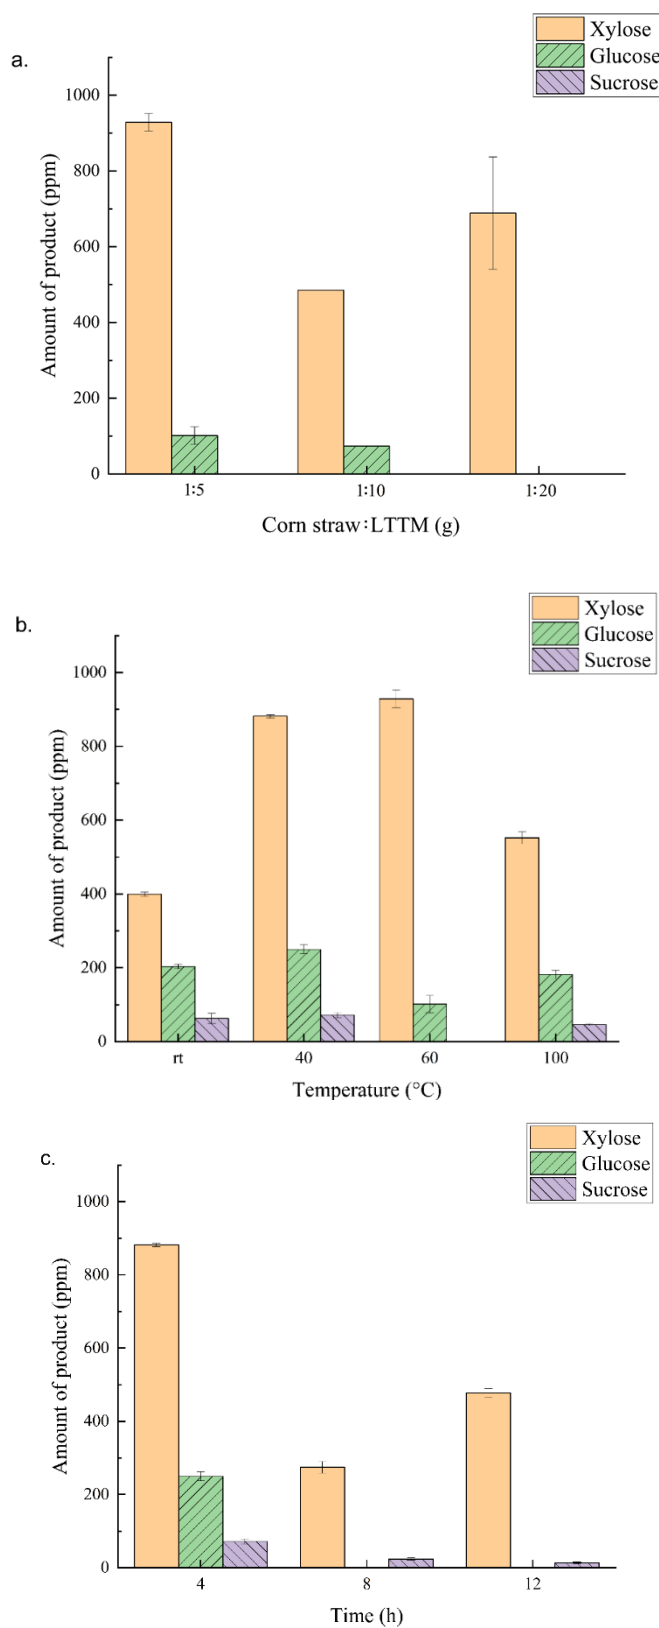 a.
Xylose
Glucose
Sucrose
Amount of product (ppm)
1000
800
600
400
200
0
1:5 1:10 1:20
Corn straw:LTTM (g)
b.
Xylose
Glucose
Sucrose
Amount of product (ppm)
1000
800
600
400
200
0
rt 40 60 100
Temperature (°C)
c.
Xylose
Glucose
Sucrose
Amount of product (ppm)
1000
800
600
400
200
0
4 8 12
Time (h)